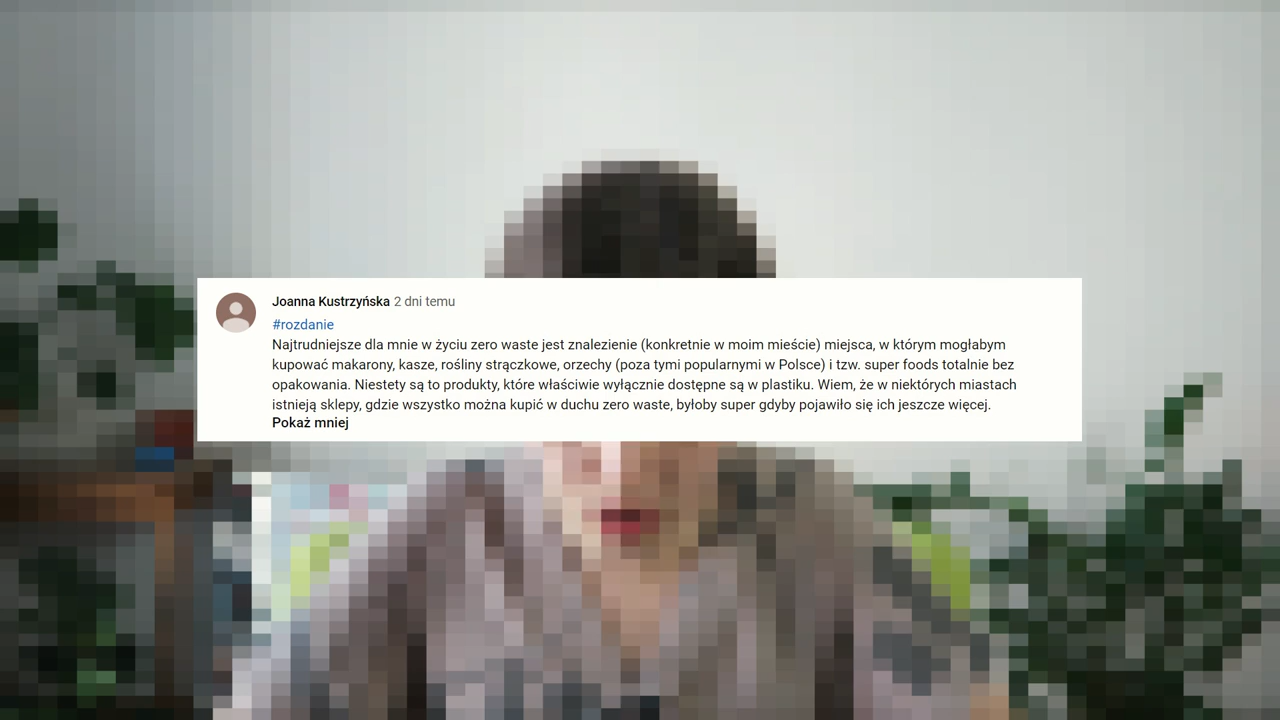 Joanna Kustrzyńska 2 dni temu
#rozdanie
Najtrudniejsze dla mnie w życiu zero waste jest znalezienie (konkretnie w moim mieście) miejsca, w którym mogłabym
kupować makarony, kasze, rośliny strączkowe, orzechy (poza tymi popularnymi w Polsce) i tzw. super foods totalnie bez
opakowania. Niestety są to produkty, które właściwie wyłącznie dostępne są w plastiku. Wiem, że w niektórych miastach
istnieją sklepy, gdzie wszystko można kupić w duchu zero waste, byłoby super gdyby pojawiło się ich jeszcze więcej.
Pokaż mniej